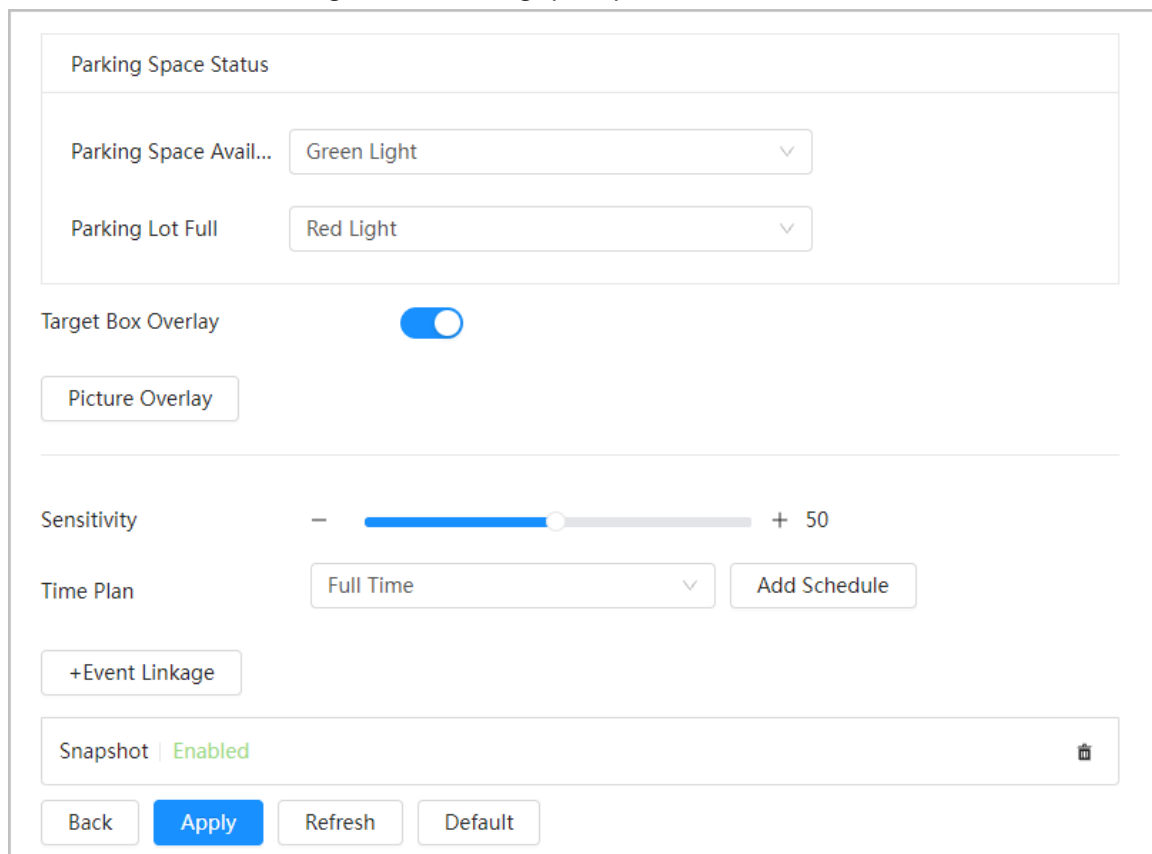 Parking Space Status
Parking Space Avail... Green Light
Parking Lot Full Red Light
Target Box Overlay
Picture Overlay
Sensitivity − + 50
Time Plan Full Time Add Schedule
+Event Linkage
Snapshot Enabled
Back Apply Refresh Default